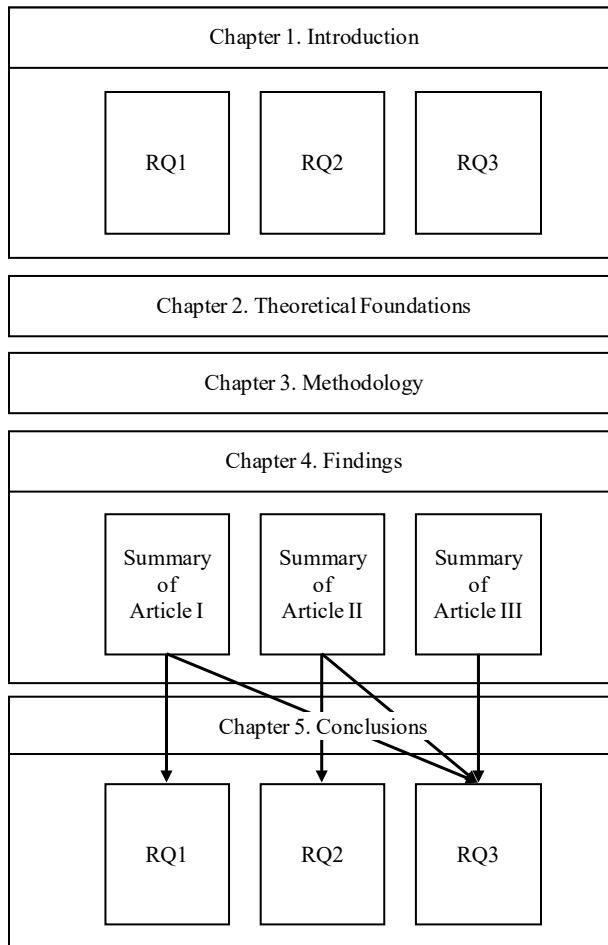 Chapter 1. Introduction
RQ1
RQ2
RQ3
Chapter 2. Theoretical Foundations
Chapter 3. Methodology
Chapter 4. Findings
Summary
of
Article I
Summary
of
Article II
Summary
of
Article III
Chapter 5. Conclusions
RQ1
RQ2
RQ3